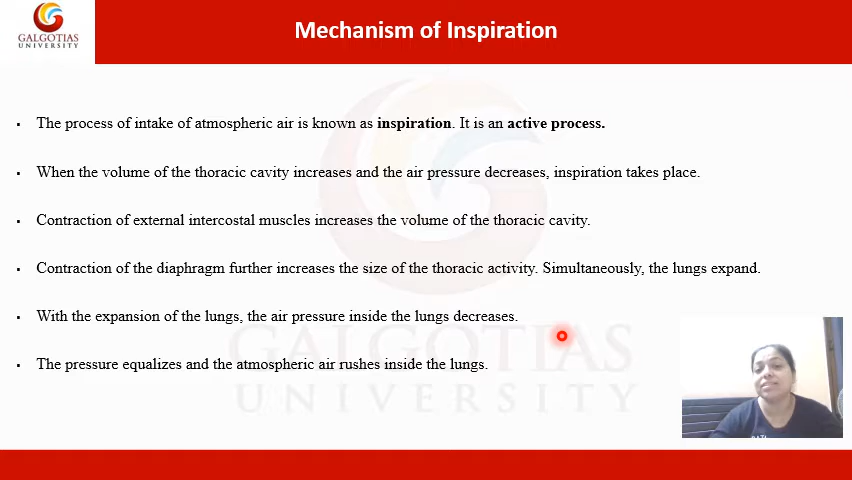 GALGOTIAS
UNIVERSITY
Mechanism of Inspiration
The process of intake of atmospheric air is known as inspiration. It is an active process.
When the volume of the thoracic cavity increases and the air pressure decreases, inspiration takes place.
Contraction of external intercostal muscles increases the volume of the thoracic cavity.
Contraction of the diaphragm further increases the size of the thoracic activity. Simultaneously, the lungs expand.
With the expansion of the lungs, the air pressure inside the lungs decreases.
GALGOTIAS
The pressure equalizes and the atmospheric air rushes inside the lungs.
UNIVERSITY